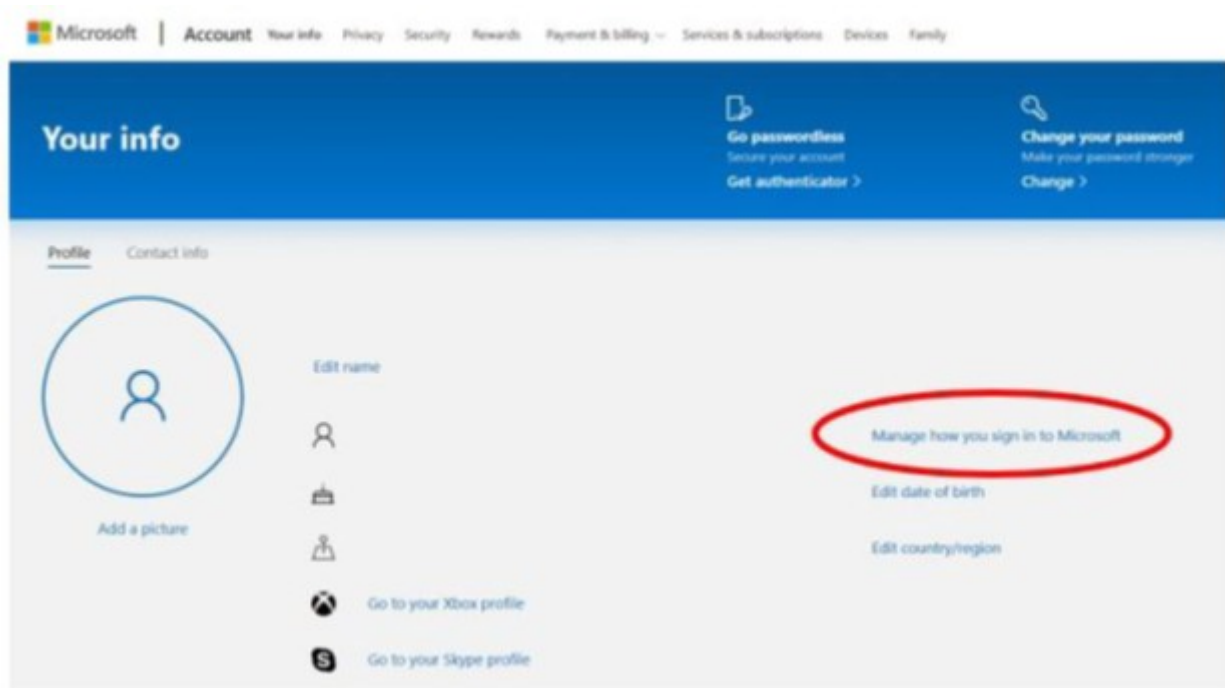 Microsoft | Account Your info Privacy Security Rewards Payment & billing Services & subscriptions Devices Family
Your info
Go passwordless
Secure your account
Get authenticator >
Change your password
Make your password stronger
Change >
Profile Contact info
Edit name
Manage how you sign in to Microsoft
Edit date of birth
Add a picture
Edit country/region
Go to your Xbox profile
Go to your Skype profile